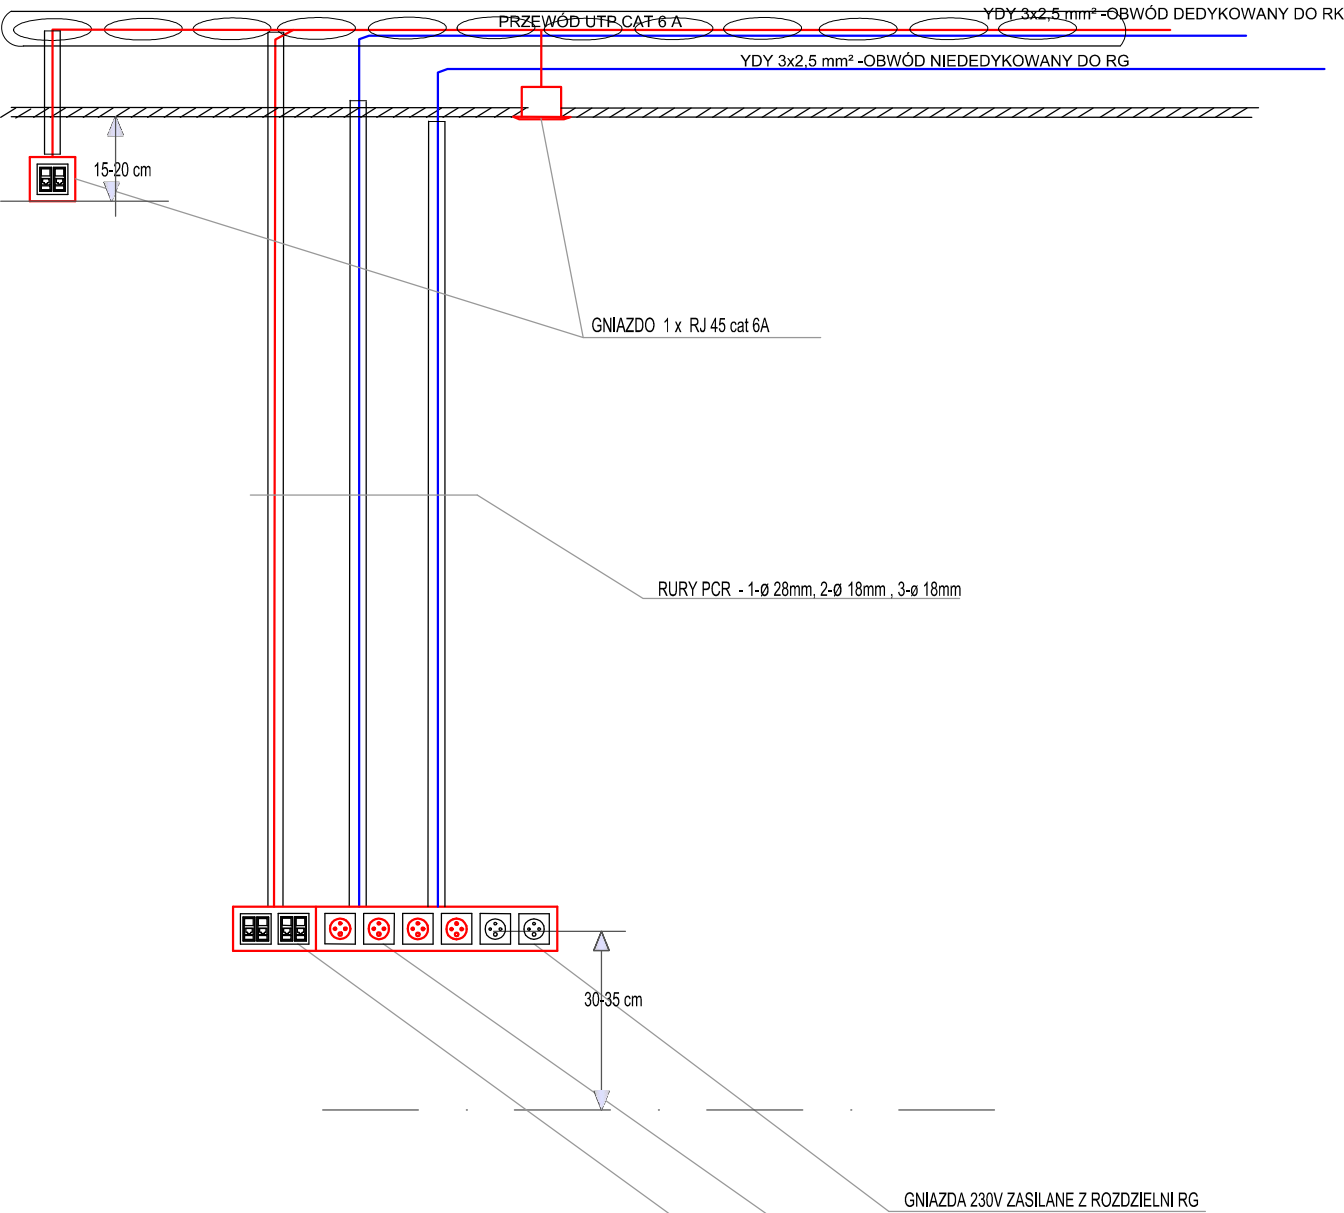 YDY 3x2,5 mm² -OBWÓD DEDYKOWANY DO RK
PRZEWÓD UTP CAT 6 A
YDY 3x2,5 mm² -OBWÓD NIEDEDYKOWANY DO RG
15-20 cm
GNIAZDO 1 x RJ 45 cat 6A
RURY PCR - 1-ø 28mm, 2-ø 18mm , 3-ø 18mm
30-35 cm
GNIAZDA 230V ZASILANE Z ROZDZIELNI RG